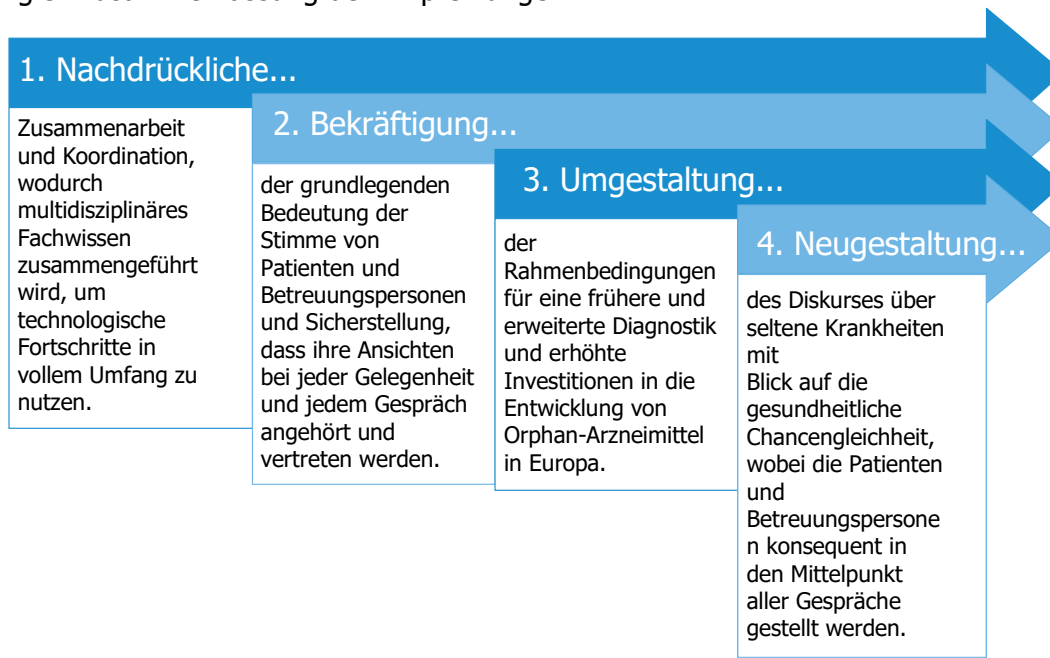 1. Nachdrückliche...
Zusammenarbeit
und Koordination,
wodurch
multidisziplinäres
Fachwissen
zusammengeführt
wird, um
technologische
Fortschritte in
vollem Umfang zu
nutzen.
2. Bekräftigung...
der grundlegenden
Bedeutung der
Stimme von
Patienten und
Betreuungspersonen
und Sicherstellung,
dass ihre Ansichten
bei jeder Gelegenheit
und jedem Gespräch
angehört und
vertreten werden.
3. Umgestaltung...
der
Rahmenbedingungen
für eine frühere und
erweiterte Diagnostik
und erhöhte
Investitionen in die
Entwicklung von
Orphan-Arzneimittel
in Europa.
4. Neugestaltung...
des Diskurses über
seltene Krankheiten
mit
Blick auf die
gesundheitliche
Chancengleichheit,
wobei die Patienten
und
Betreuungspersone
n konsequent in
den Mittelpunkt
aller Gespräche
gestellt werden.